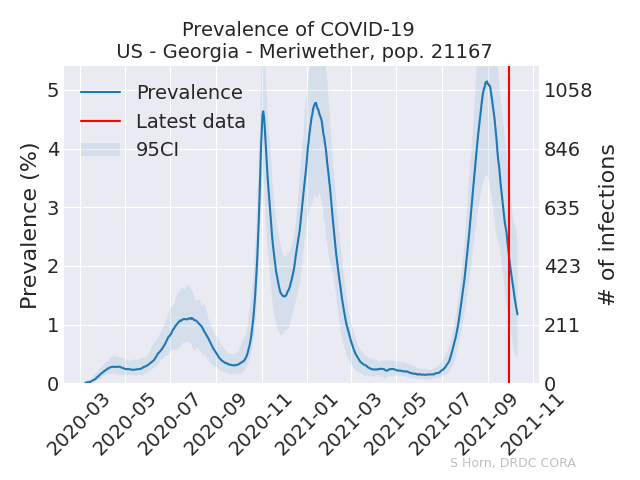 Prevalence of COVID-19
US - Georgia - Meriwether, pop. 21167
Prevalence
Latest data
95CI
Prevalence (%)
5
4
3
2
1
0
1058
846
635
423
211
0
# of infections
2020-03
2020-05
2020-07
2020-09
2020-11
2021-01
2021-03
2021-05
2021-07
2021-09
2021-11
S Horn, DRDC CORA